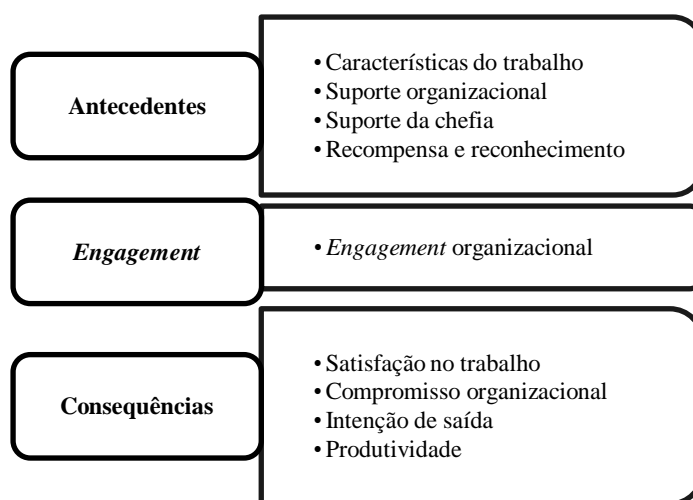 Antecedentes
• Características do trabalho
• Suporte organizacional
• Suporte da chefia
• Recompensa e reconhecimento
Engagement
• Engagement organizacional
Consequências
• Satisfação no trabalho
• Compromisso organizacional
• Intenção de saída
• Produtividade